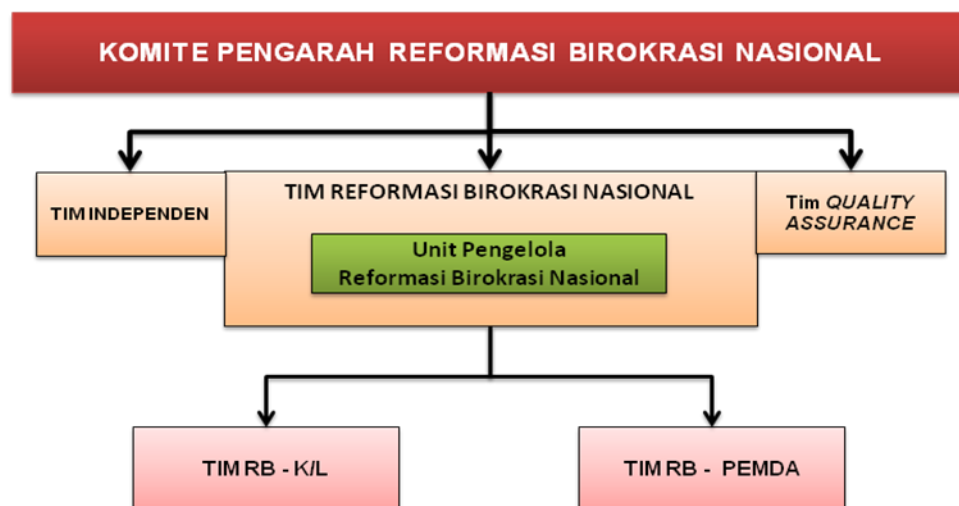 KOMITE PENGARAH REFORMASI BIROKRASI NASIONAL
TIM INDEPENDEN
TIM REFORMASI BIROKRASI NASIONAL
Unit Pengelola
Reformasi Birokrasi Nasional
Tim QUALITY
ASSURANCE
TIM RB - K/L
TIM RB - PEMDA